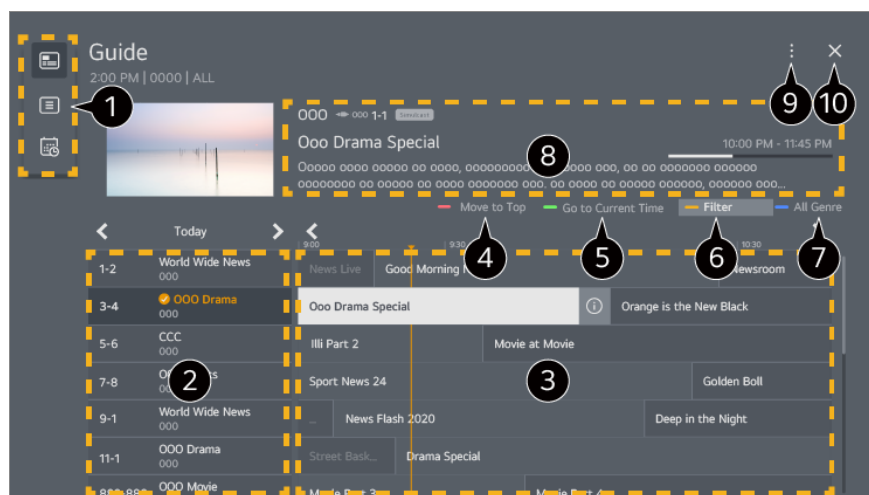 Guide
2:00 PM | 0000 | ALL
1
9
10
OOO 000 1-1
Ooo Drama Special
10:00 PM - 11:45 PM
8
Move to Top
Go to Current Time
Filter
All Genre
4
5
6
7
Today
9:00
9:30
10:30
1-2 World Wide News
000
News Live
Good Morning
Newsroom
3-4 OOO Drama
000
Ooo Drama Special
Orange is the New Black
5-6 CCC
000
Illi Part 2
Movie at Movie
7-8
2
Sport News 24
3
Golden Boll
9-1 World Wide News
000
...
News Flash 2020
Deep in the Night
11-1 OOO Drama
000
Street Bask...
Drama Special
OOO Movie